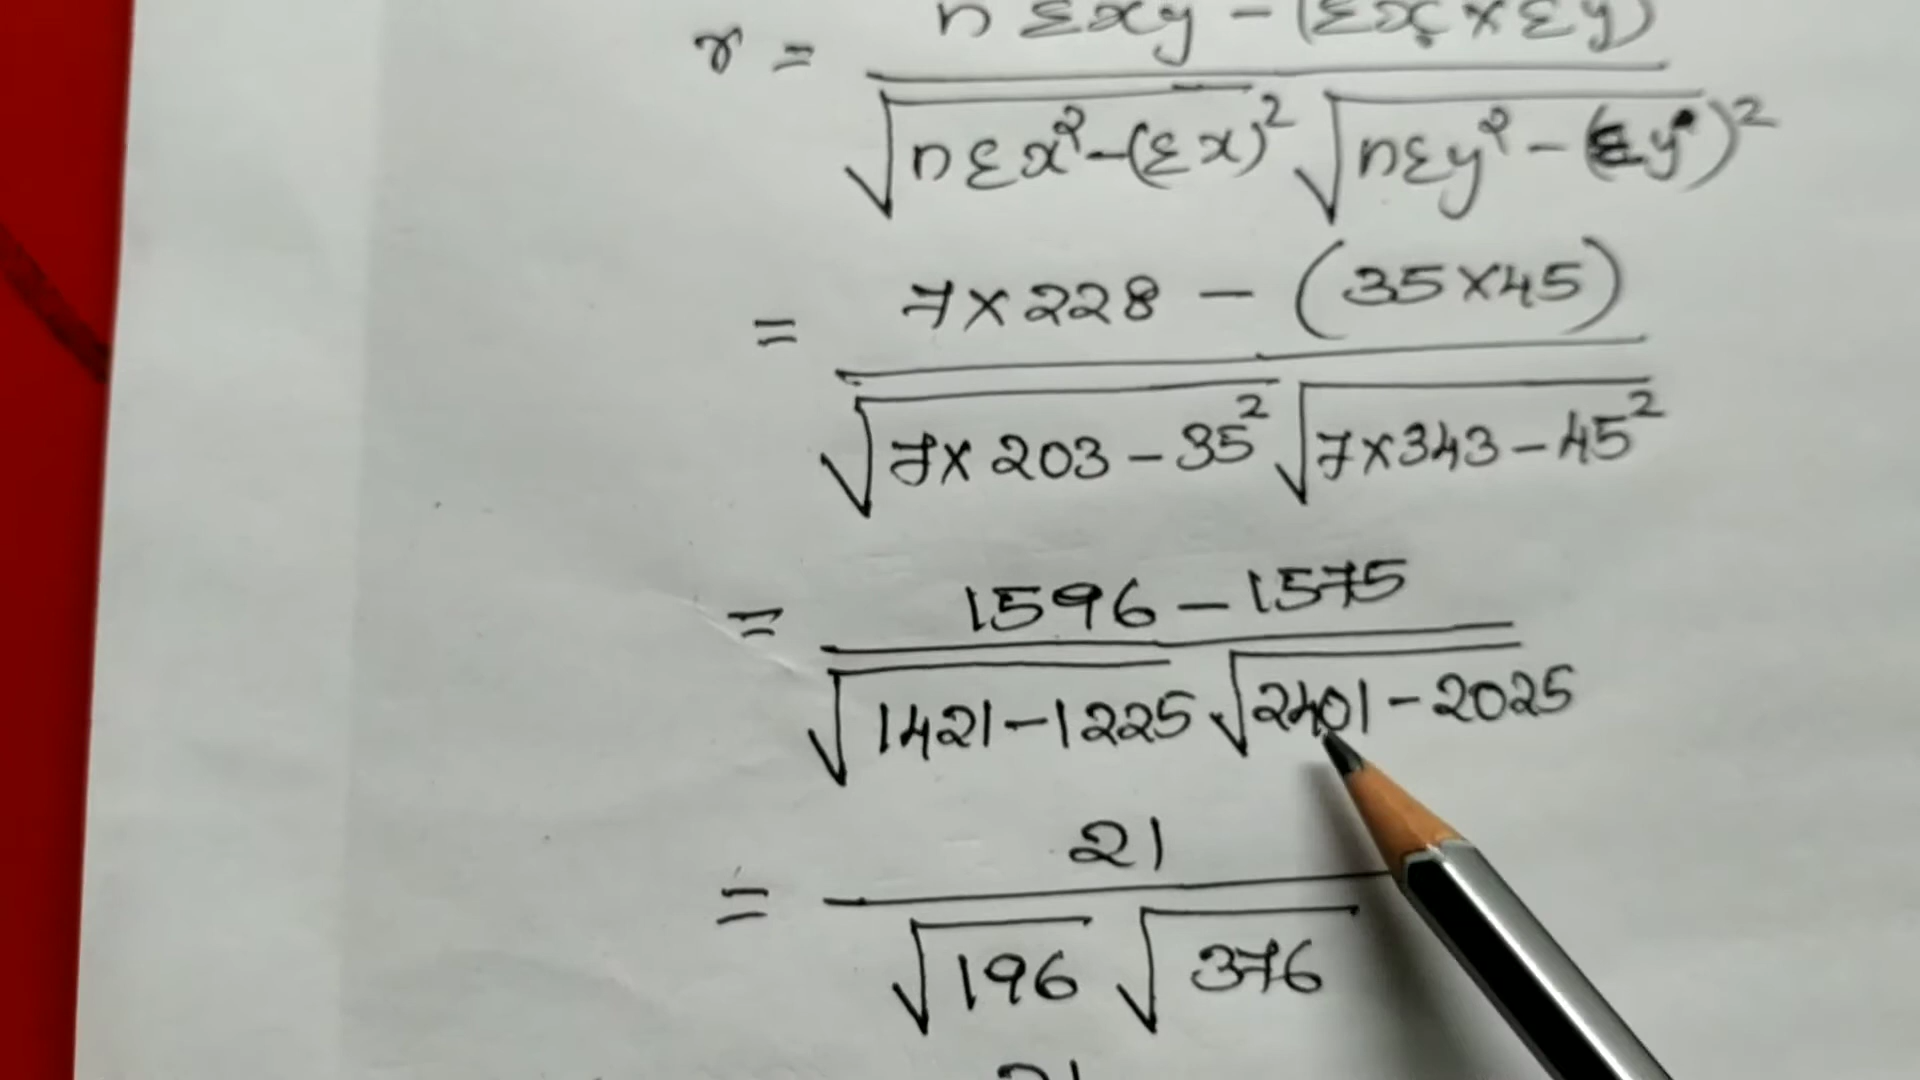 r = n Σxy - (Σx × Σy)
√nΣx² - (Σx)² √nΣy² - (Σy)²
= 7×228 - (35×45)
√7×203 - 35² √7×343 - 45²
= 1596 - 1575
√1421 - 1225 √2401 - 2025
= 21
√196 √376
21